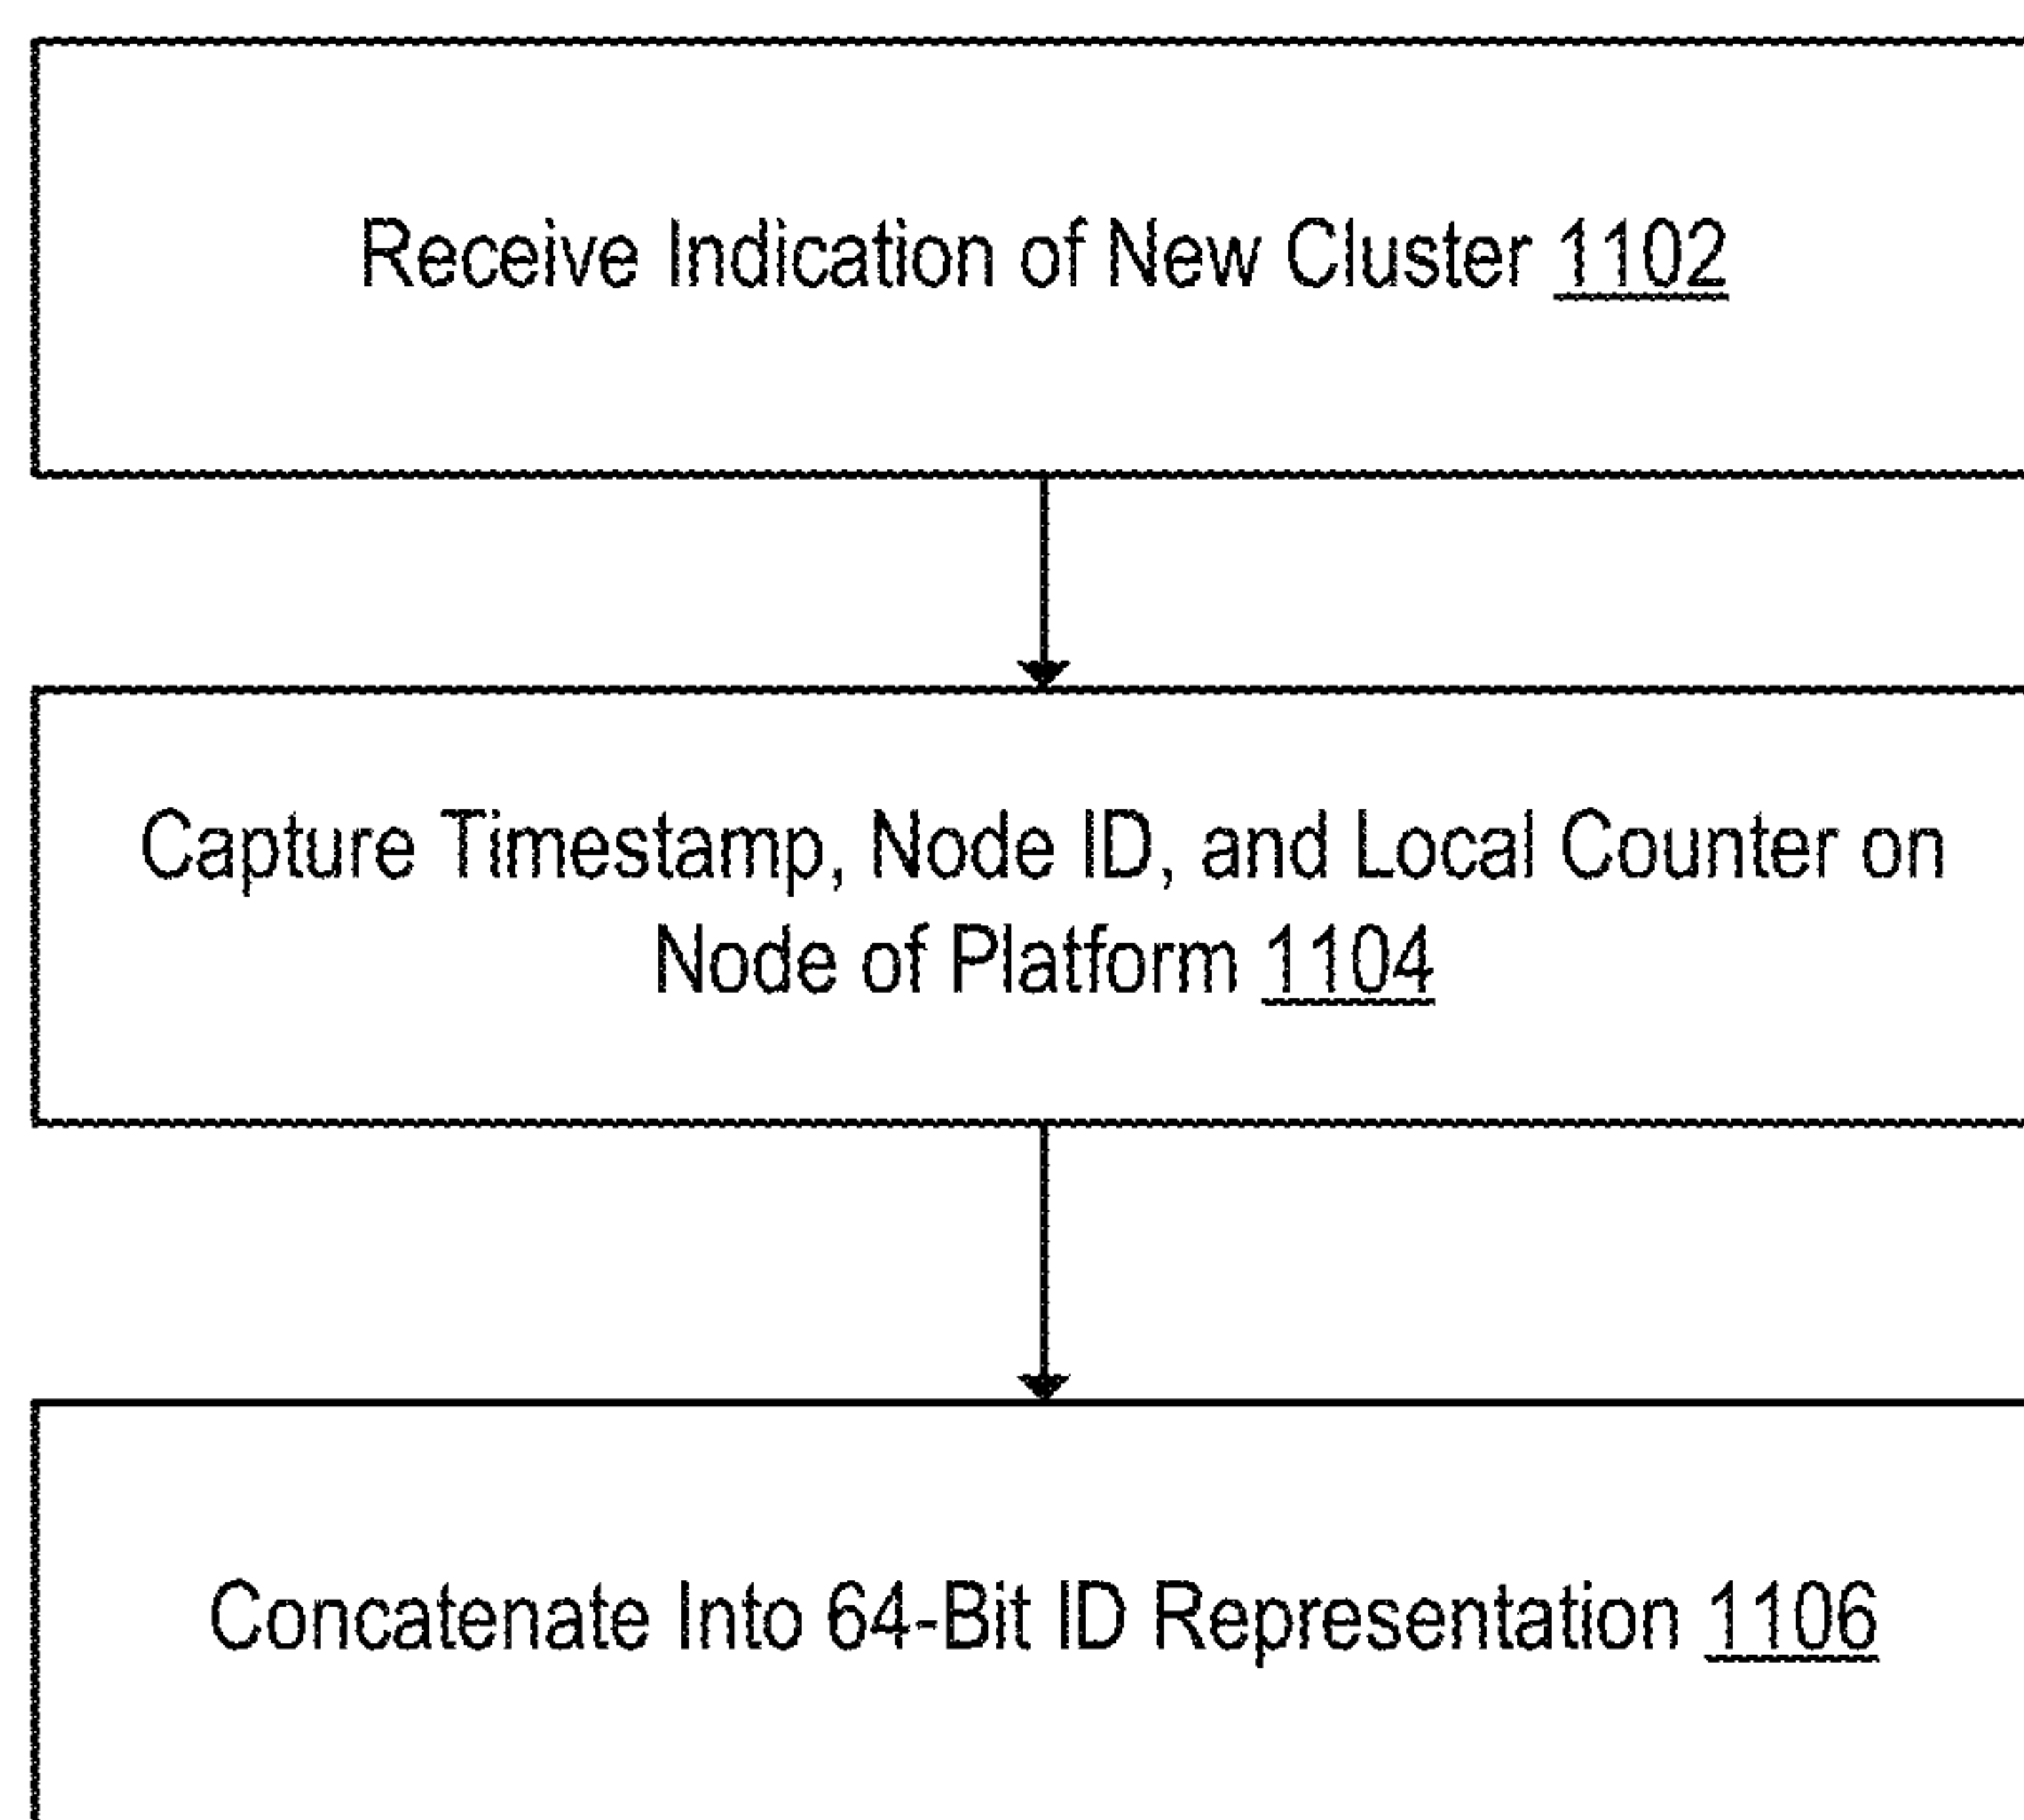 Receive Indication of New Cluster 1102
Capture Timestamp, Node ID, and Local Counter on
Node of Platform 1104
Concatenate Into 64-Bit ID Representation 1106